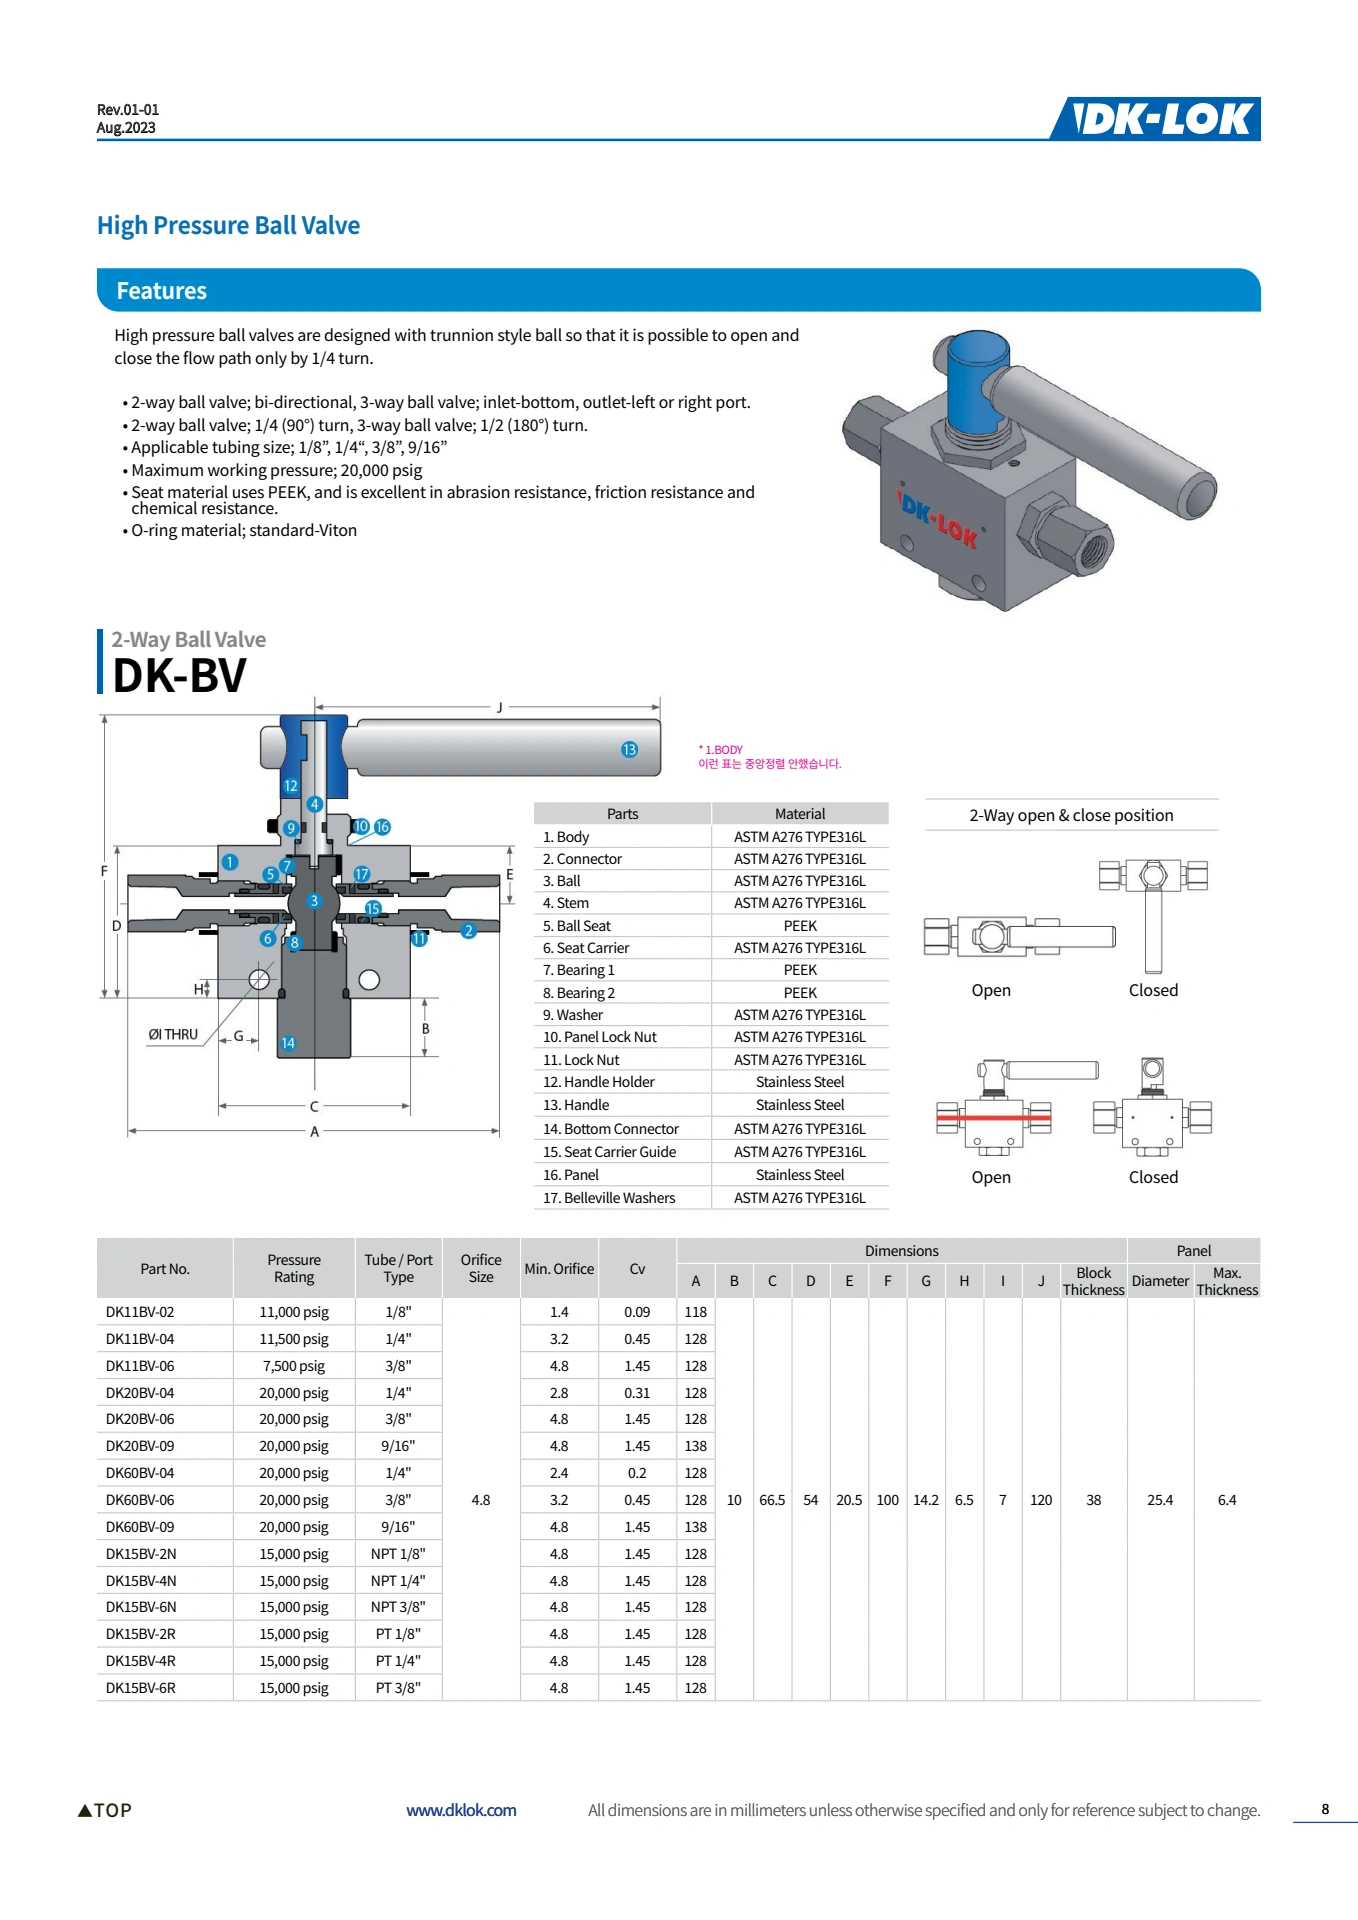 Rev.01-01
Aug.2023
DK-LOK
High Pressure Ball Valve
Features
High pressure ball valves are designed with trunnion style ball so that it is possible to open and
close the flow path only by 1/4 turn.
• 2-way ball valve; bi-directional, 3-way ball valve; inlet-bottom, outlet-left or right port.
• 2-way ball valve; 1/4 (90°) turn, 3-way ball valve; 1/2 (180°) turn.
• Applicable tubing size; 1/8”, 1/4“, 3/8”, 9/16”
• Maximum working pressure; 20,000 psig
• Seat material uses PEEK, and is excellent in abrasion resistance, friction resistance and
chemical resistance.
• O-ring material; standard-Viton
DK-LOK
2-Way Ball Valve
DK-BV
J
13
12
4
9
10 16
1
7
5
17
3
15
6
8
11
2
14
F
D
E
H
ØI THRU
G
B
C
A
* 1.BODY
이런 표는 중앙정렬 안했습니다.
Parts Material
1. Body ASTM A276 TYPE316L
2. Connector ASTM A276 TYPE316L
3. Ball ASTM A276 TYPE316L
4. Stem ASTM A276 TYPE316L
5. Ball Seat PEEK
6. Seat Carrier ASTM A276 TYPE316L
7. Bearing 1 PEEK
8. Bearing 2 PEEK
9. Washer ASTM A276 TYPE316L
10. Panel Lock Nut ASTM A276 TYPE316L
11. Lock Nut ASTM A276 TYPE316L
12. Handle Holder Stainless Steel
13. Handle Stainless Steel
14. Bottom Connector ASTM A276 TYPE316L
15. Seat Carrier Guide ASTM A276 TYPE316L
16. Panel Stainless Steel
17. Belleville Washers ASTM A276 TYPE316L
2-Way open & close position
Open Closed
Open Closed
Part No. Pressure Rating Tube / Port Type Orifice Size Min. Orifice Cv Dimensions Panel
A B C D E F G H I J Block Thickness Diameter Max. Thickness
DK11BV-02 11,000 psig 1/8" 1.4 0.09 118
DK11BV-04 11,500 psig 1/4" 3.2 0.45 128
DK11BV-06 7,500 psig 3/8" 4.8 1.45 128
DK20BV-04 20,000 psig 1/4" 2.8 0.31 128
DK20BV-06 20,000 psig 3/8" 4.8 1.45 128
DK20BV-09 20,000 psig 9/16" 4.8 1.45 138
DK60BV-04 20,000 psig 1/4" 2.4 0.2 128
DK60BV-06 20,000 psig 3/8" 4.8 3.2 0.45 128 10 66.5 54 20.5 100 14.2 6.5 7 120 38 25.4 6.4
DK60BV-09 20,000 psig 9/16" 4.8 1.45 138
DK15BV-2N 15,000 psig NPT 1/8" 4.8 1.45 128
DK15BV-4N 15,000 psig NPT 1/4" 4.8 1.45 128
DK15BV-6N 15,000 psig NPT 3/8" 4.8 1.45 128
DK15BV-2R 15,000 psig PT 1/8" 4.8 1.45 128
DK15BV-4R 15,000 psig PT 1/4" 4.8 1.45 128
DK15BV-6R 15,000 psig PT 3/8" 4.8 1.45 128
▲TOP
www.dklok.com
All dimensions are in millimeters unless otherwise specified and only for reference subject to change.
8